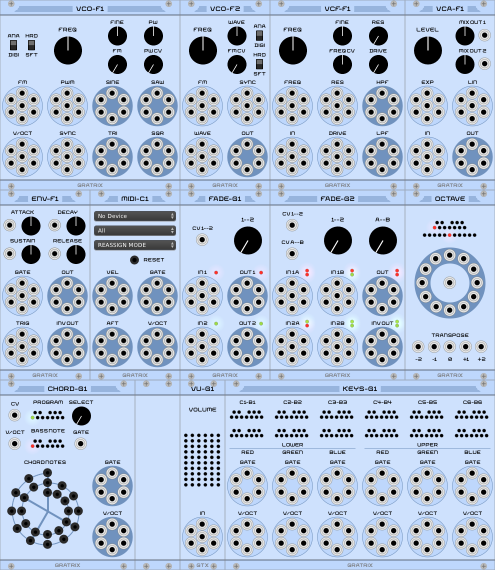 VCO-F1
ANA
DIGI
HRD
SFT
FREQ
FINE
PW
FM
PWCV
FM
PWM
SINE
SAW
V/OCT
SYNC
TRI
SQR
GRATRIX
VCO-F2
FREQ
WAVE
FMCV
ANA
DIGI
HRD
SFT
FM
SYNC
WAVE
OUT
VCF-F1
FREQ
FINE
RES
FREQCV
DRIVE
FREQ
RES
HPF
IN
DRIVE
LPF
GRATRIX
VCA-F1
LEVEL
MIXOUT1
MIXOUT2
EXP
LIN
IN
OUT
GRATRIX
ENV-F1
ATTACK
DECAY
SUSTAIN
RELEASE
GATE
OUT
TRIG
INVOUT
GRATRIX
MIDI-C1
No Device
All
REASSIGN MODE
RESET
VEL
GATE
AFT
V/OCT
GRATRIX
FADE-G1
CV1--2
1--2
IN1
OUT1
IN2
OUT2
GRATRIX
FADE-G2
CV1--2
CVA--B
1--2
A--B
IN1A
IN1B
OUT
IN2A
IN2B
INVOUT
GRATRIX
OCTAVE
TRANSPOSE
-2
-1
0
+1
+2
GRATRIX
CHORD-G1
CV
PROGRAM
SELECT
V/OCT
BASSNOTE
GATE
CHORDNOTES
GATE
V/OCT
GRATRIX
VU-G1
VOLUME
IN
GTX
KEYS-G1
C1-B1
C2-B2
C3-B3
C4-B4
C5-B5
C6-B6
LOWER
UPPER
RED
GREEN
BLUE
RED
GREEN
BLUE
GATE
GATE
GATE
GATE
GATE
GATE
V/OCT
V/OCT
V/OCT
V/OCT
V/OCT
V/OCT
GRATRIX